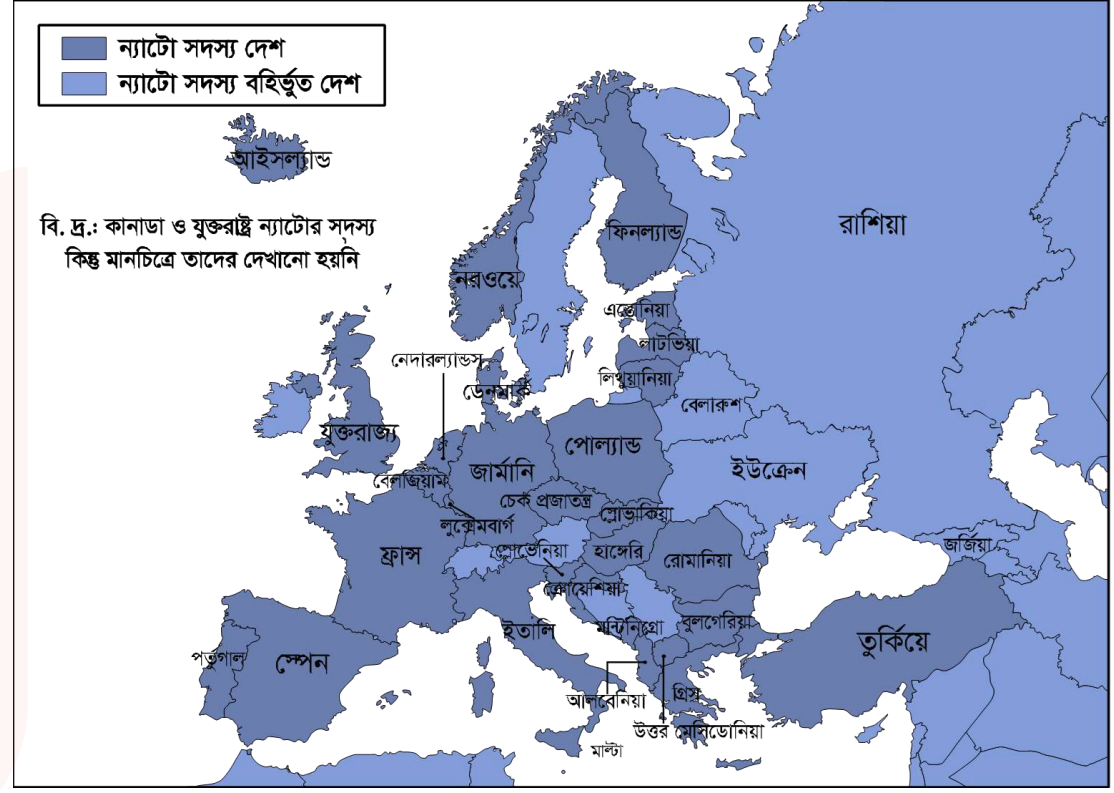 ন্যাটো সদস্য দেশ
ন্যাটো সদস্য বহির্ভুত দেশ
আইসল্যান্ড
বি. দ্র.: কানাডা ও যুক্তরাষ্ট্র ন্যাটোর সদস্য
কিন্তু মানচিত্রে তাদের দেখানো হয়নি
রাশিয়া
ফিনল্যান্ড
নরওয়ে
এস্তোনিয়া
লাটভিয়া
নেদারল্যান্ডস্
লিথুয়ানিয়া
ডেনমার্ক
বেলারুশ
যুক্তরাজ্য
পোল্যান্ড
ইউক্রেন
জার্মানি
বেলজিয়াম
চেক প্রজাতন্ত্র
স্লোভাকিয়া
লুক্সেমবার্গ
জর্জিয়া
ফ্রান্স
স্লোভেনিয়া
হাঙ্গেরি
রোমানিয়া
ক্রোয়েশিয়া
ইতালি
মন্টিনিগ্রো
বুলগেরিয়া
তুর্কিয়ে
পর্তুগাল
স্পেন
আলবেনিয়া
গ্রিস
উত্তর মেসিডোনিয়া
মাল্টা